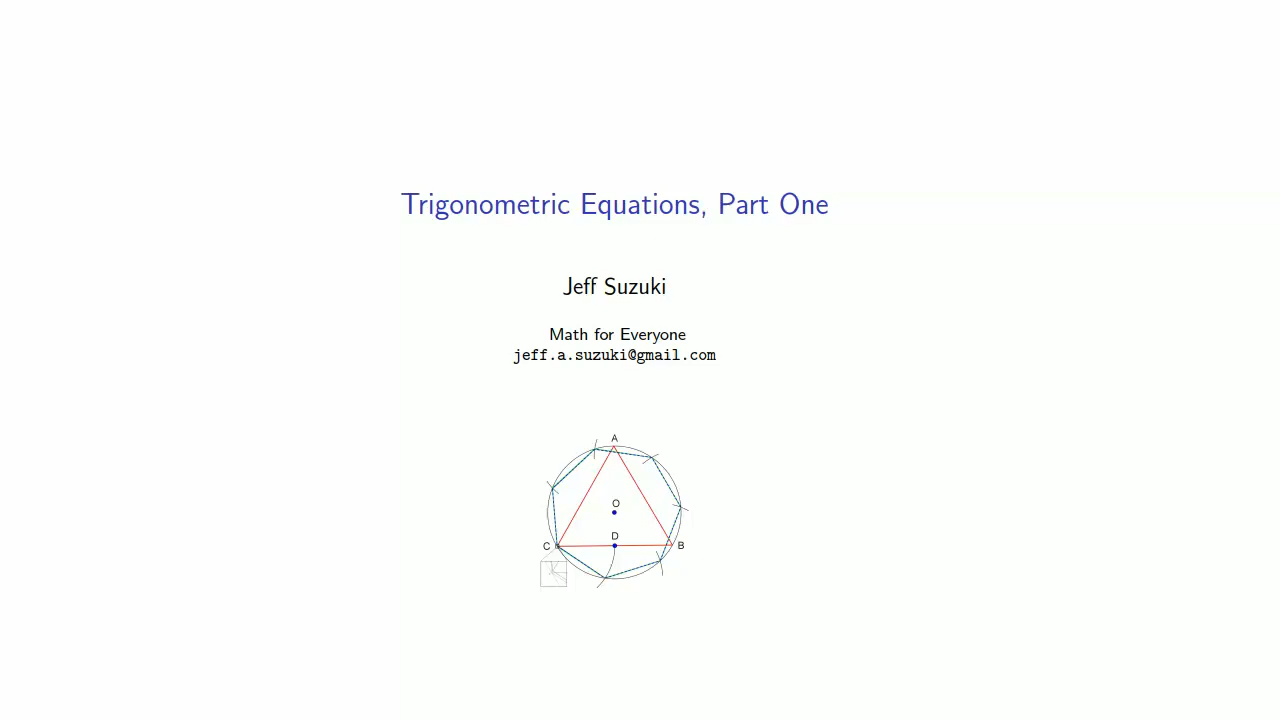 Trigonometric Equations, Part One
Jeff Suzuki
Math for Everyone
jeff.a.suzuki@gmail.com
A
O
D
C
B